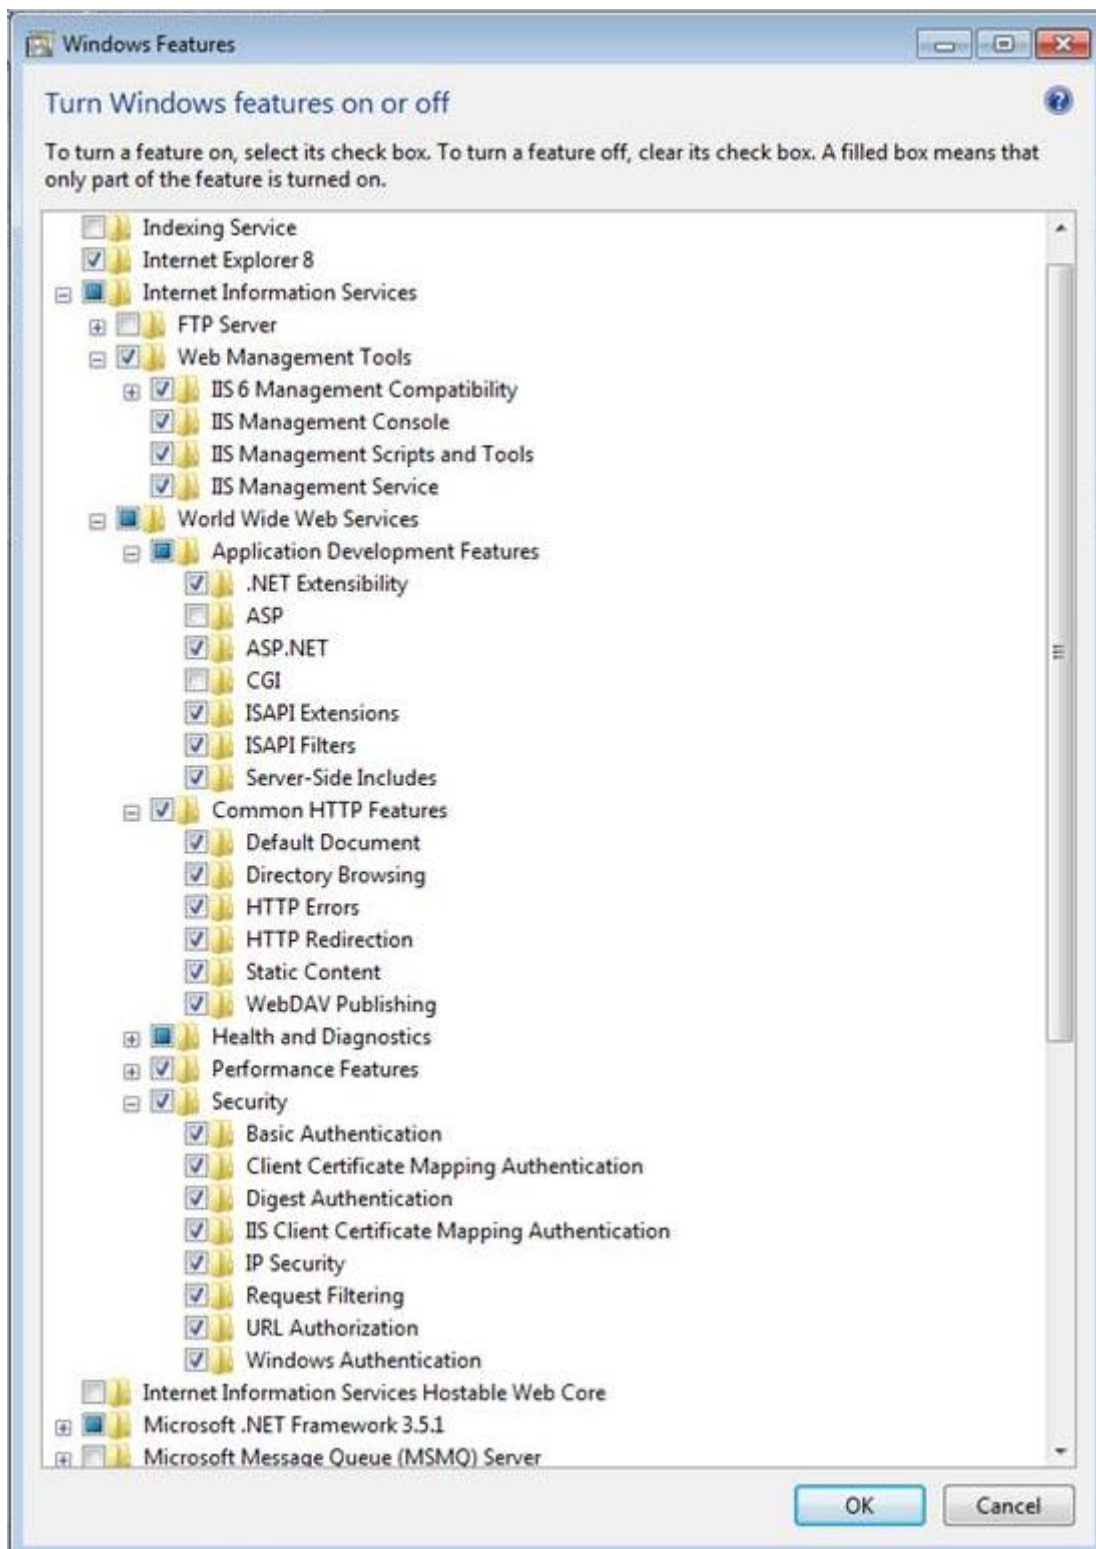 Windows Features
Turn Windows features on or off
To turn a feature on, select its check box. To turn a feature off, clear its check box. A filled box means that
only part of the feature is turned on.
Indexing Service
Internet Explorer 8
Internet Information Services
FTP Server
Web Management Tools
IIS 6 Management Compatibility
IIS Management Console
IIS Management Scripts and Tools
IIS Management Service
World Wide Web Services
Application Development Features
.NET Extensibility
ASP
ASP.NET
CGI
ISAPI Extensions
ISAPI Filters
Server-Side Includes
Common HTTP Features
Default Document
Directory Browsing
HTTP Errors
HTTP Redirection
Static Content
WebDAV Publishing
Health and Diagnostics
Performance Features
Security
Basic Authentication
Client Certificate Mapping Authentication
Digest Authentication
IIS Client Certificate Mapping Authentication
IP Security
Request Filtering
URL Authorization
Windows Authentication
Internet Information Services Hostable Web Core
Microsoft .NET Framework 3.5.1
Microsoft Message Queue (MSMQ) Server
OK Cancel